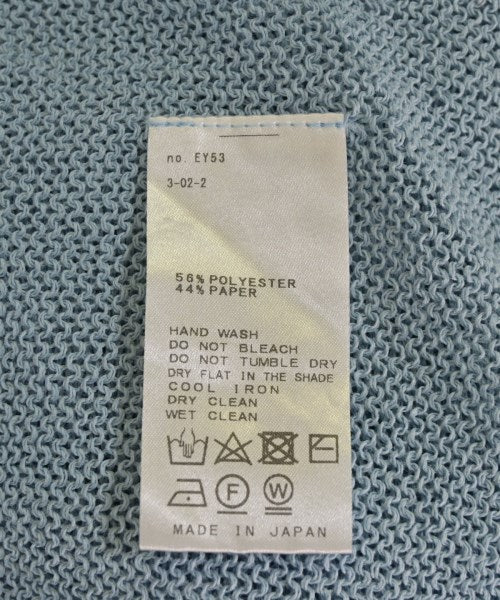 no. EY53
3-02-2
56% POLYESTER
44% PAPER
HAND WASH
DO NOT BLEACH
DO NOT TUMBLE DRY
DRY FLAT IN THE SHADE
COOL IRON
DRY CLEAN
WET CLEAN
F W
MADE IN JAPAN